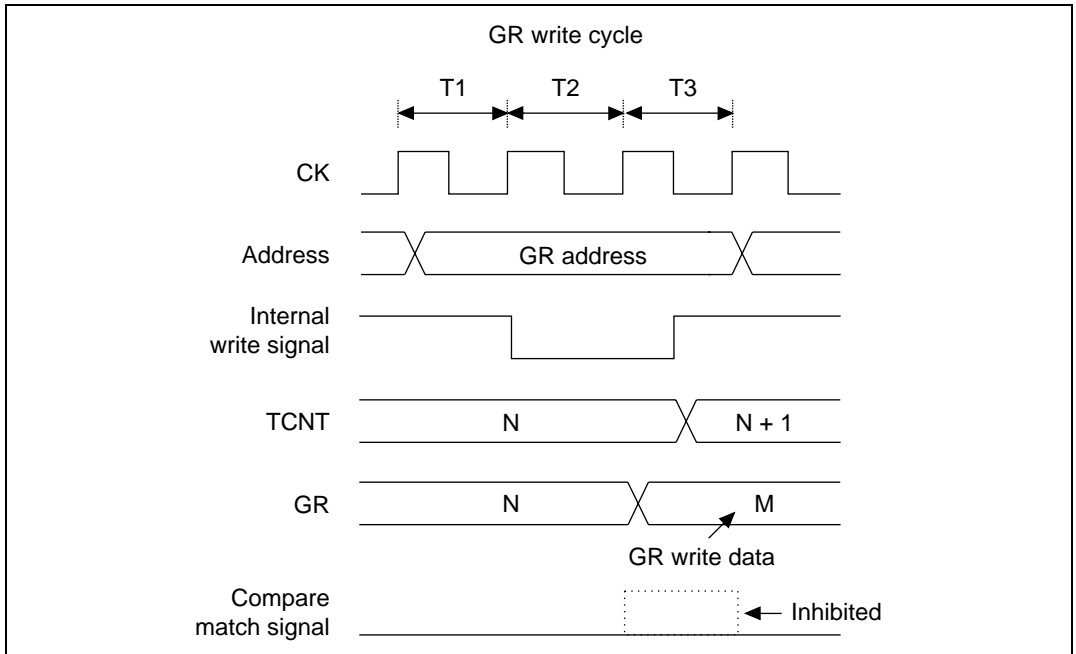 GR write cycle
T1 T2 T3
CK
Address GR address
Internal
write signal
TCNT N N + 1
GR N M
GR write data
Compare
match signal
Inhibited